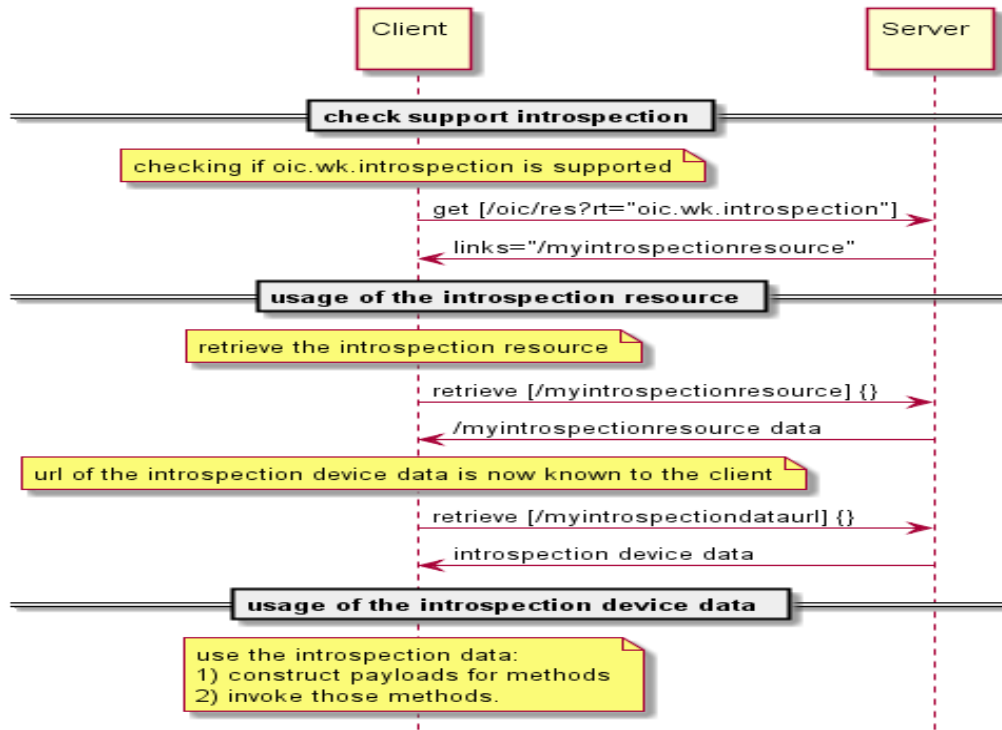 Client
Server
check support introspection
checking if oic.wk.introspection is supported
get [/oic/res?rt="oic.wk.introspection"]
links="/myintrospectionresource"
usage of the introspection resource
retrieve the introspection resource
retrieve [/myintrospectionresource] {}
/myintrospectionresource data
url of the introspection device data is now known to the client
retrieve [/myintrospectiondataurl] {}
introspection device data
usage of the introspection device data
use the introspection data:
1) construct payloads for methods
2) invoke those methods.